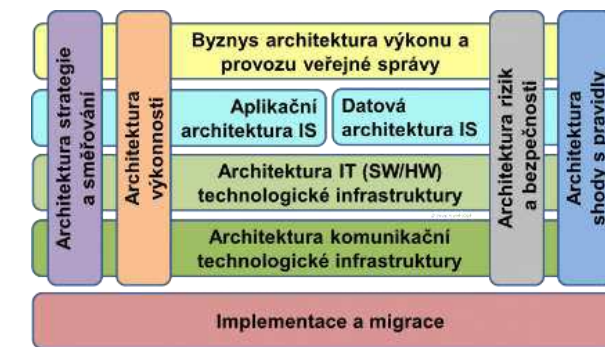 Byznys architektura výkonu a
provozu veřejné správy
Architektura strategie
a směřování
Architektura
výkonnosti
Aplikační
architektura IS
Datová
architektura IS
Architektura rizik
a bezpečnosti
Architektura
shody s pravidly
Architektura IT (SW/HW)
technologické infrastruktury
Architektura komunikační
technologické infrastruktury
Implementace a migrace